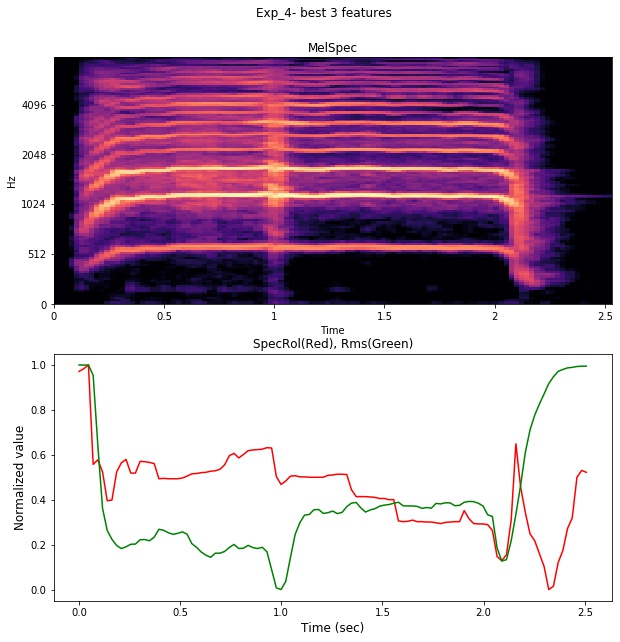 Exp_4- best 3 features
MelSpec
4096
2048
Hz
1024
512
0
0 0.5 1 1.5 2 2.5
Time
SpecRol(Red), Rms(Green)
1.0
0.8
0.6
Normalized value
0.4
0.2
0.0
0.0 0.5 1.0 1.5 2.0 2.5
Time (sec)